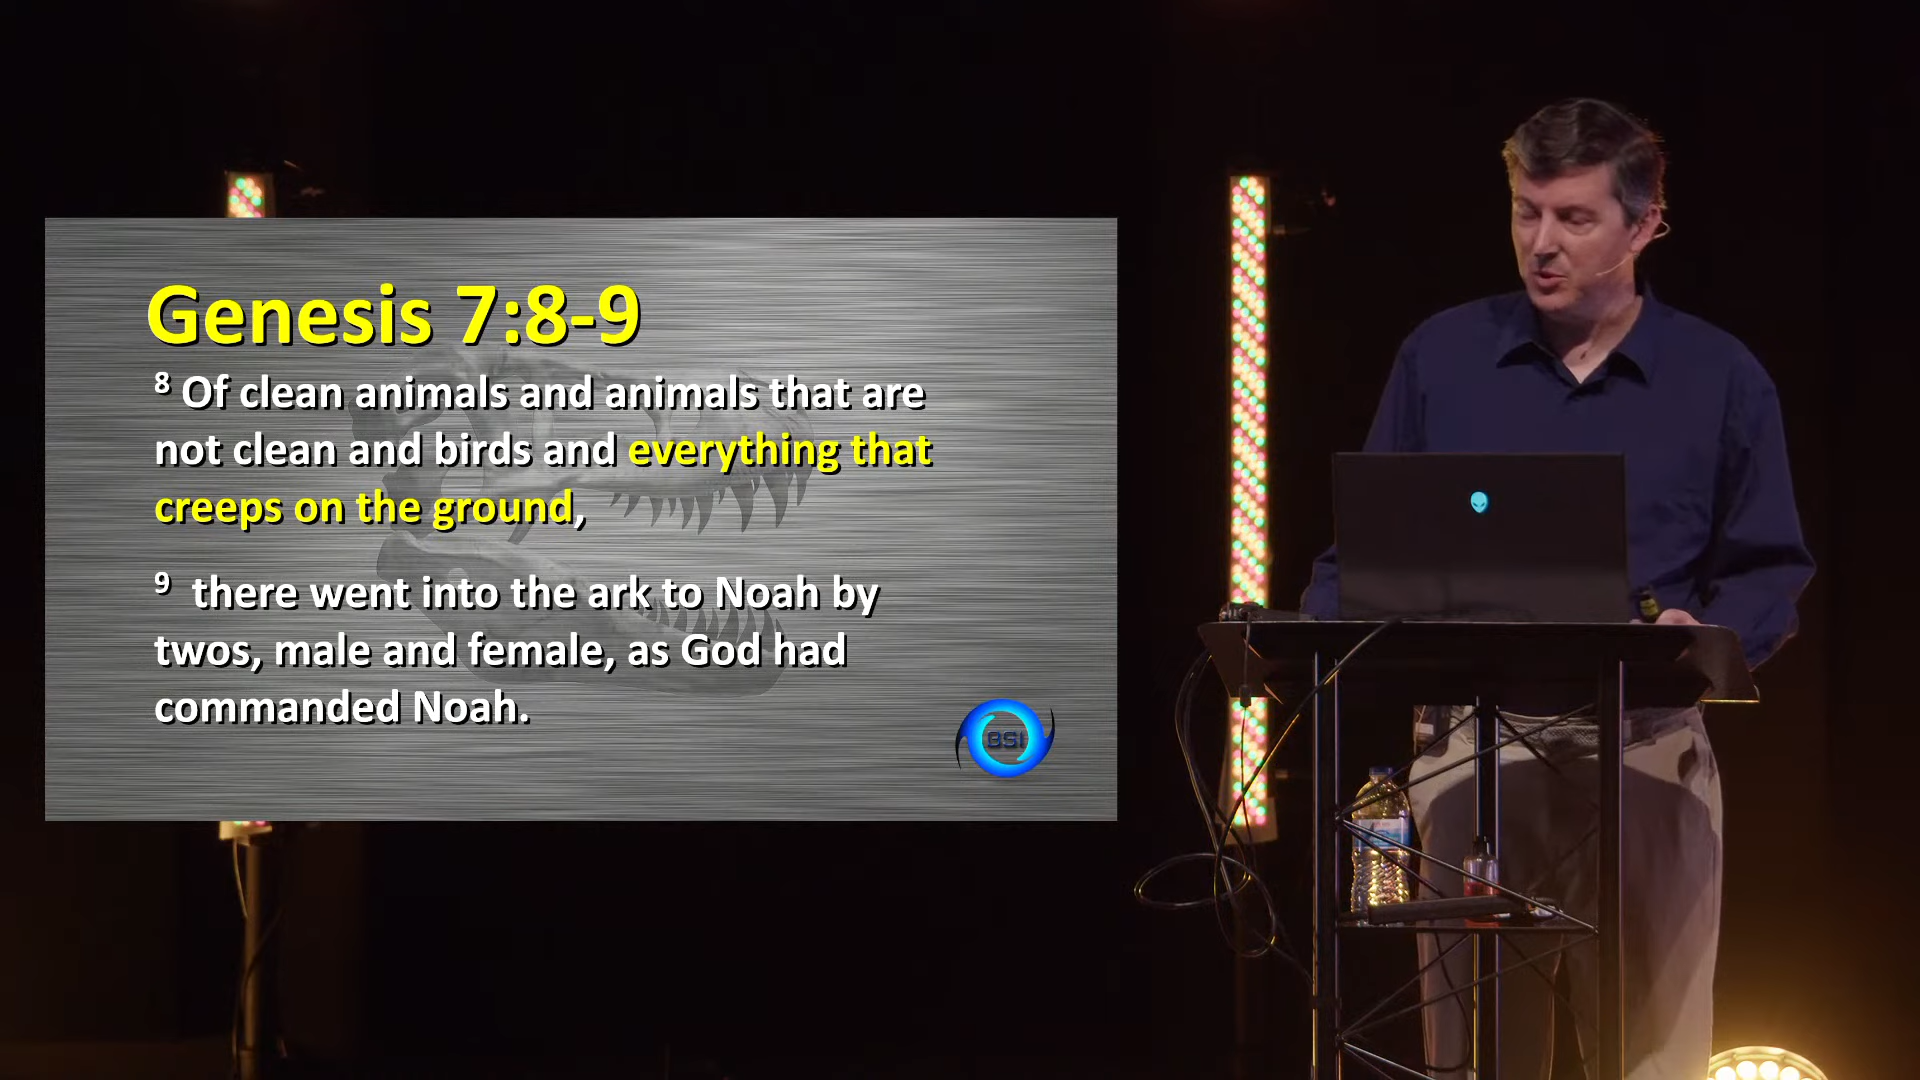 Genesis 7:8-9
8 Of clean animals and animals that are
not clean and birds and everything that
creeps on the ground,
9 there went into the ark to Noah by
twos, male and female, as God had
commanded Noah.
BSI